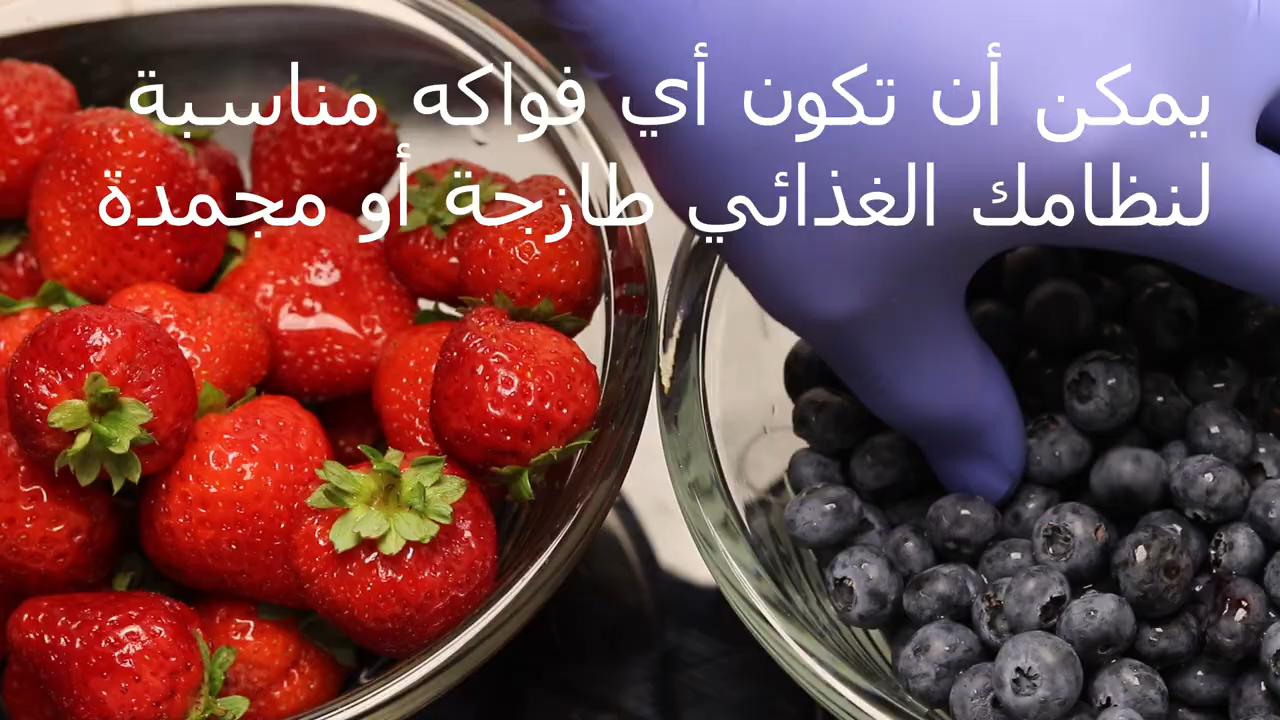 يمكن أن تكون أي فواكه مناسبة
لنظامك الغذائي طازجة أو مجمدة